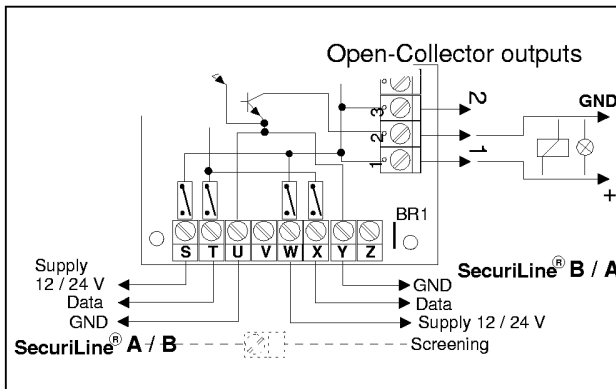 Open-Collector outputs
3 2 1
2
1
GND
+
BR1
S T U V W X Y Z
Supply
12 / 24 V
Data
GND
SecuriLine® A / B
SecuriLine® B / A
GND
Data
Supply 12 / 24 V
Screening